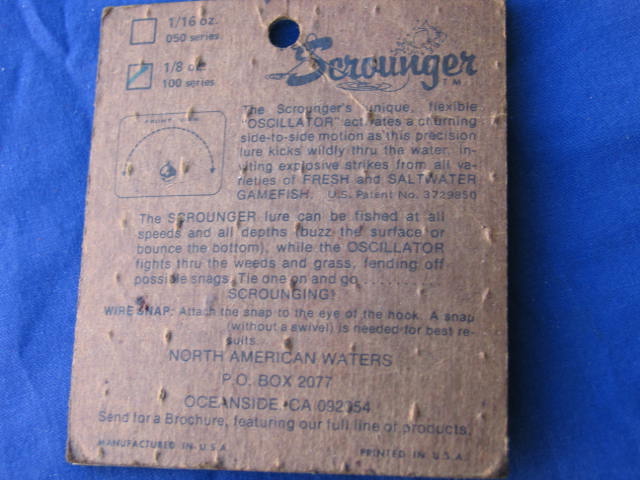 1/16 oz.
050 series
1/8 oz.
100 series
Scrounger
T.M.
FRONT
The Scrounger's unique, flexible
"OSCILLATOR" activates a churning
side-to-side motion as this precision
lure kicks wildly thru the water, in-
viting explosive strikes from all va-
rieties of FRESH and SALTWATER
GAMEFISH. U.S. Patent No. 3729850
The SCROUNGER lure can be fished at all
speeds and all depths (buzz the surface or
bounce the bottom), while the OSCILLATOR
fights thru the weeds and grass, fending off
possible snags. Tie one on and go ........
SCROUNGING!
WIRE SNAP: Attach the snap to the eye of the hook. A snap
(without a swivel) is needed for best re-
sults...
NORTH AMERICAN WATERS
P.O. BOX 2077
OCEANSIDE, CA 092054
Send for a Brochure, featuring our full line of products.
MANUFACTURED IN U.S.A.
PRINTED IN U.S.A.